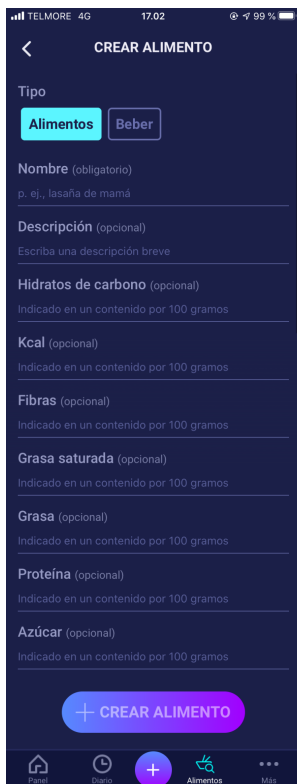 TELMORE 4G 17.02 99 %
CREAR ALIMENTO
Tipo
Alimentos Beber
Nombre (obligatorio)
p. ej., lasaña de mamá
Descripción (opcional)
Escriba una descripción breve
Hidratos de carbono (opcional)
Indicado en un contenido por 100 gramos
Kcal (opcional)
Indicado en un contenido por 100 gramos
Fibras (opcional)
Indicado en un contenido por 100 gramos
Grasa saturada (opcional)
Indicado en un contenido por 100 gramos
Grasa (opcional)
Indicado en un contenido por 100 gramos
Proteína (opcional)
Indicado en un contenido por 100 gramos
Azúcar (opcional)
Indicado en un contenido por 100 gramos
+ CREAR ALIMENTO
Panel Diario + Alimentos Más